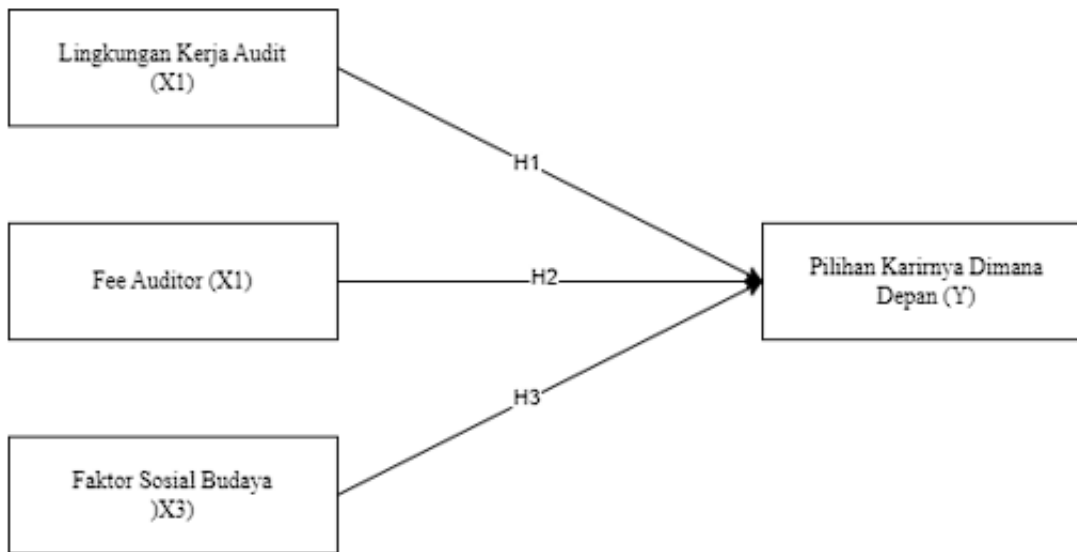 Lingkungan Kerja Audit
(X1)
H1
Fee Auditor (X1)
H2
Pilihan Karirnya Dimana
Depan (Y)
H3
Faktor Sosial Budaya
)X3)